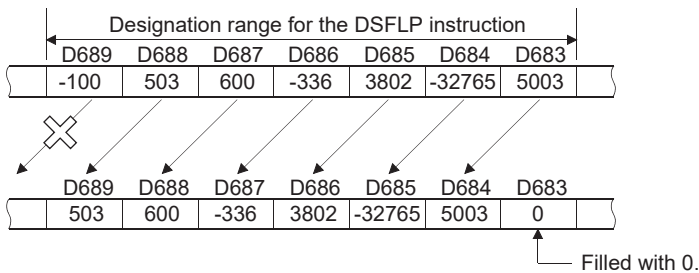 Designation range for the DSFLP instruction
D689 D688 D687 D686 D685 D684 D683
-100 503 600 -336 3802 -32765 5003
D689 D688 D687 D686 D685 D684 D683
503 600 -336 3802 -32765 5003 0
Filled with 0.